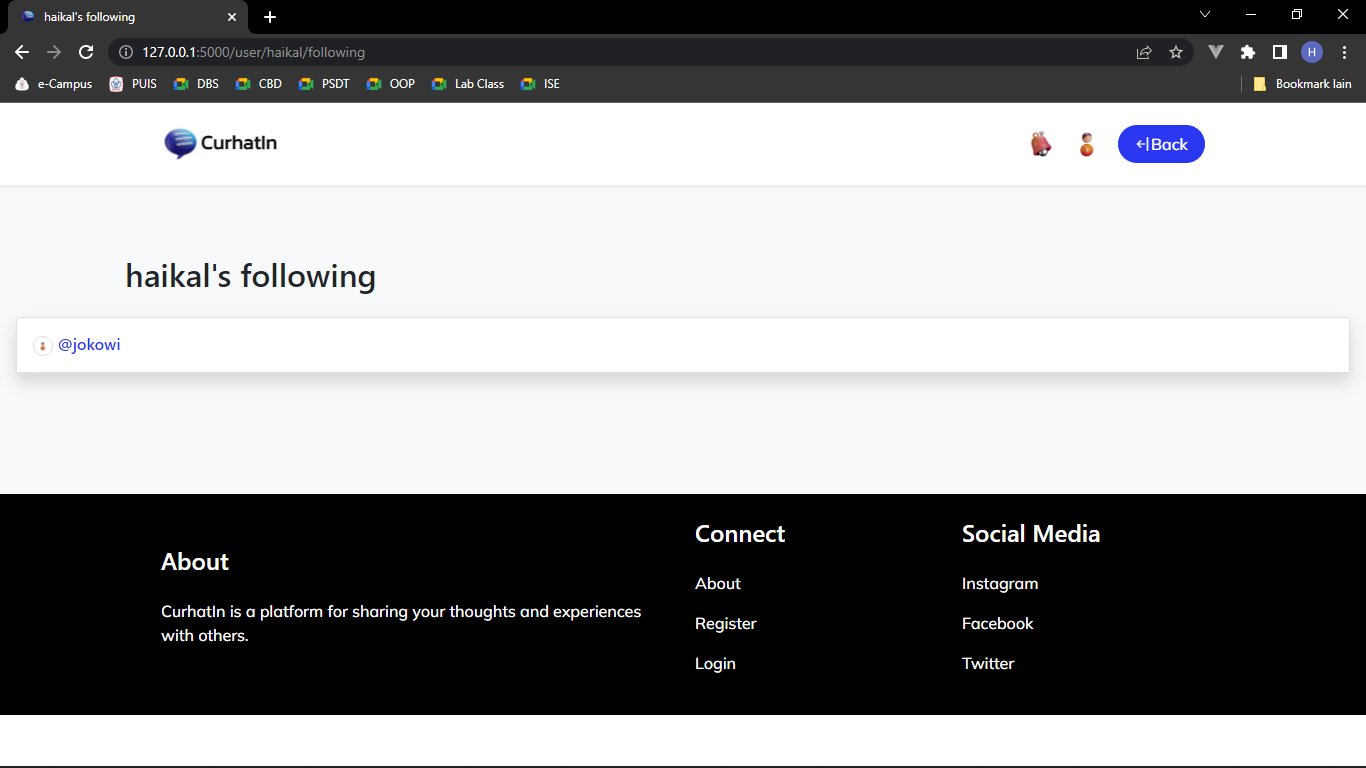 haikal's following
127.0.0.1:5000/user/haikal/following
H
e-Campus PUIS DBS CBD PSDT OOP Lab Class ISE Bookmark lain
CurhatIn
Back
haikal's following
@jokowi
About
CurhatIn is a platform for sharing your thoughts and experiences
with others.
Connect
About
Register
Login
Social Media
Instagram
Facebook
Twitter